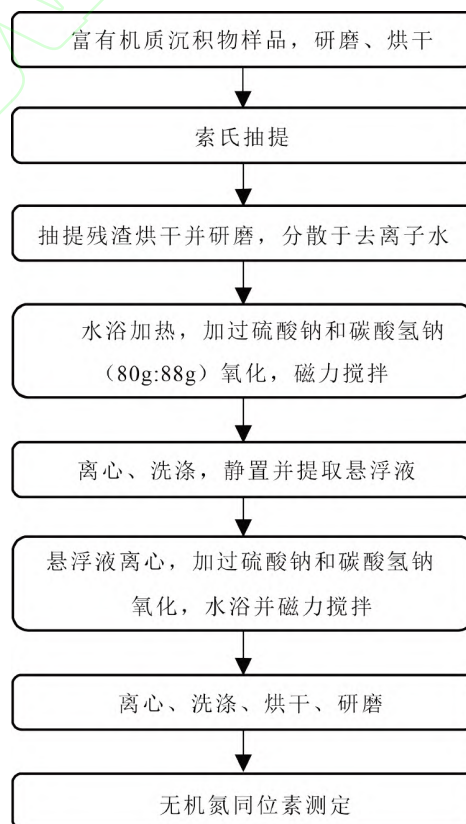 富有机质沉积物样品，研磨、烘干
索氏抽提
抽提残渣烘干并研磨，分散于去离子水
水浴加热，加过硫酸钠和碳酸氢钠
（80g:88g）氧化，磁力搅拌
离心、洗涤，静置并提取悬浮液
悬浮液离心，加过硫酸钠和碳酸氢钠
氧化，水浴并磁力搅拌
离心、洗涤、烘干、研磨
无机氮同位素测定